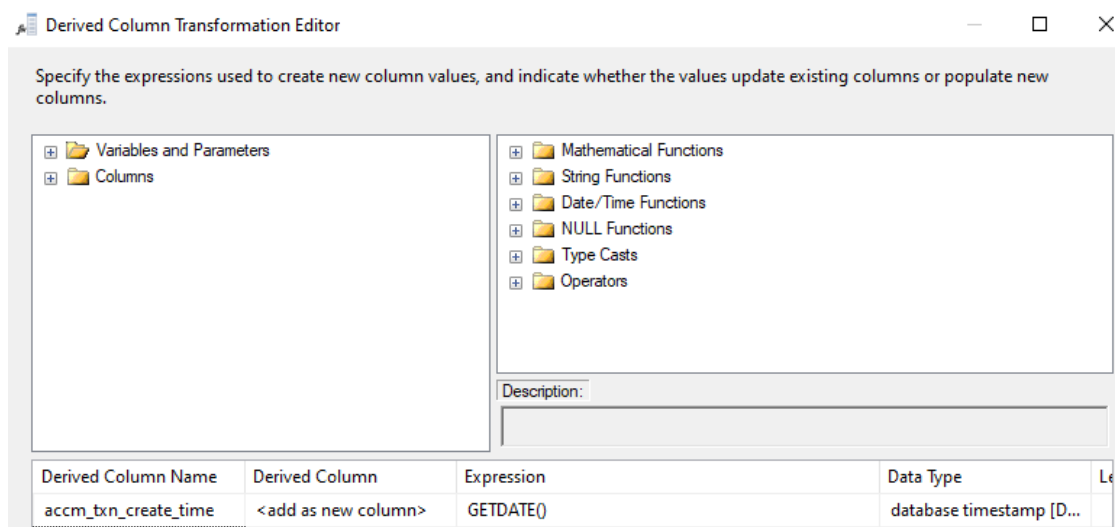 Derived Column Transformation Editor
Specify the expressions used to create new column values, and indicate whether the values update existing columns or populate new
columns.
Variables and Parameters
Columns
Mathematical Functions
String Functions
Date/Time Functions
NULL Functions
Type Casts
Operators
Description:
Derived Column Name Derived Column Expression Data Type Le
accm_txn_create_time <add as new column> GETDATE() database timestamp [D...